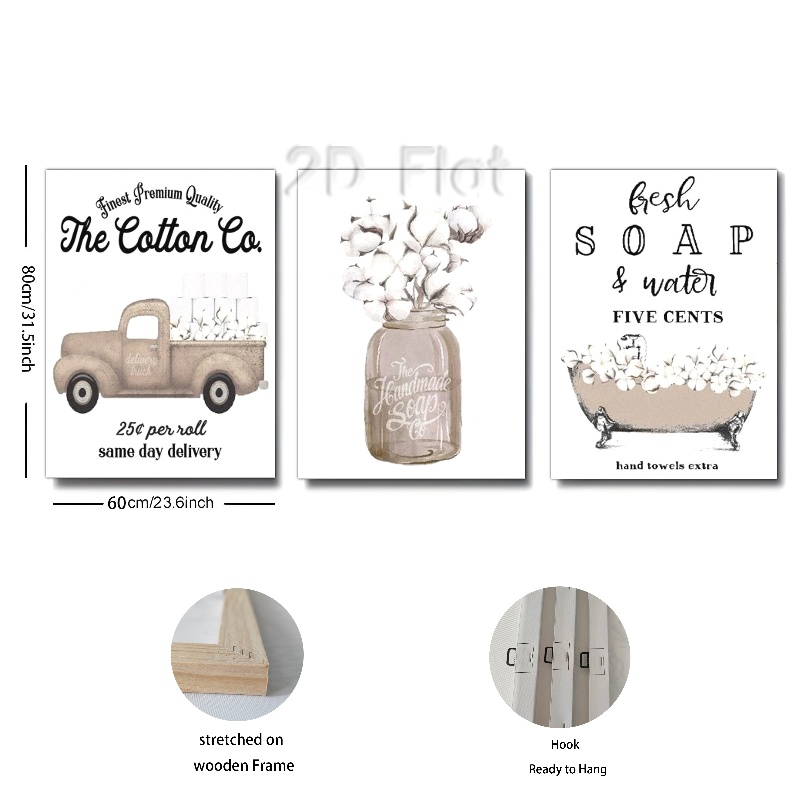 2D Flat
Finest Premium Quality
The Cotton Co.
delivery
truck
25¢ per roll
same day delivery
The
Handmade
Soap
Co
fresh
SOAP
& water
FIVE CENTS
hand towels extra
80cm/31.5inch
60cm/23.6inch
stretched on
wooden Frame
Hook
Ready to Hang